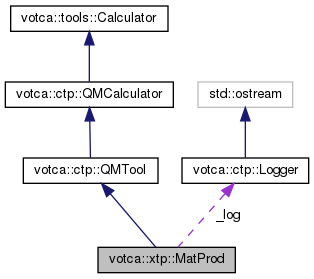 votca::tools::Calculator
votca::ctp::QMCalculator
std::ostream
votca::ctp::QMTool
votca::ctp::Logger
_log
votca::xtp::MatProd